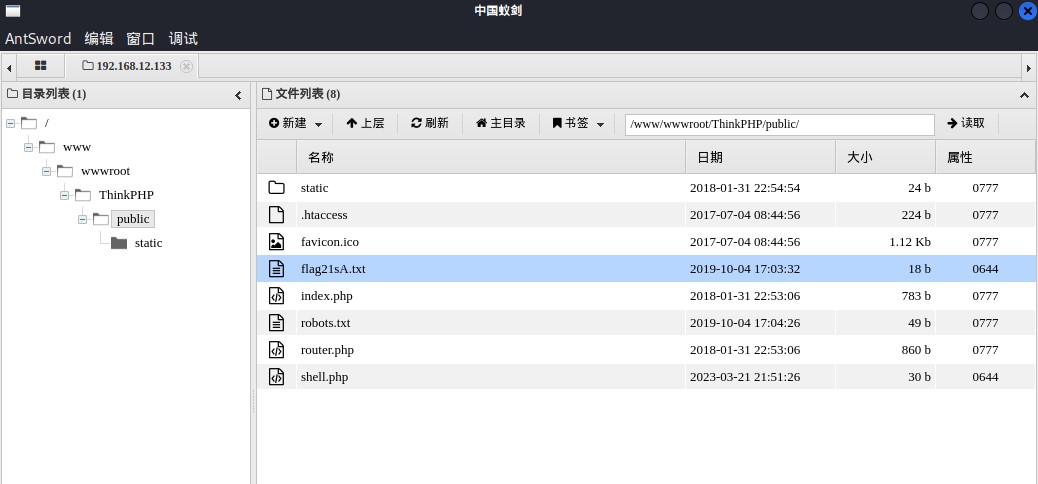 中国蚁剑
AntSword 编辑 窗口 调试
192.168.12.133
目录列表 (1)
/
www
wwwroot
ThinkPHP
public
static
文件列表 (8)
新建 上层 刷新 主目录 书签 /www/wwwroot/ThinkPHP/public/ 读取
名称 日期 大小 属性
static 2018-01-31 22:54:54 24 b 0777
.htaccess 2017-07-04 08:44:56 224 b 0777
favicon.ico 2017-07-04 08:44:56 1.12 Kb 0777
flag21sA.txt 2019-10-04 17:03:32 18 b 0644
index.php 2018-01-31 22:53:06 783 b 0777
robots.txt 2019-10-04 17:04:26 49 b 0777
router.php 2018-01-31 22:53:06 860 b 0777
shell.php 2023-03-21 21:51:26 30 b 0644